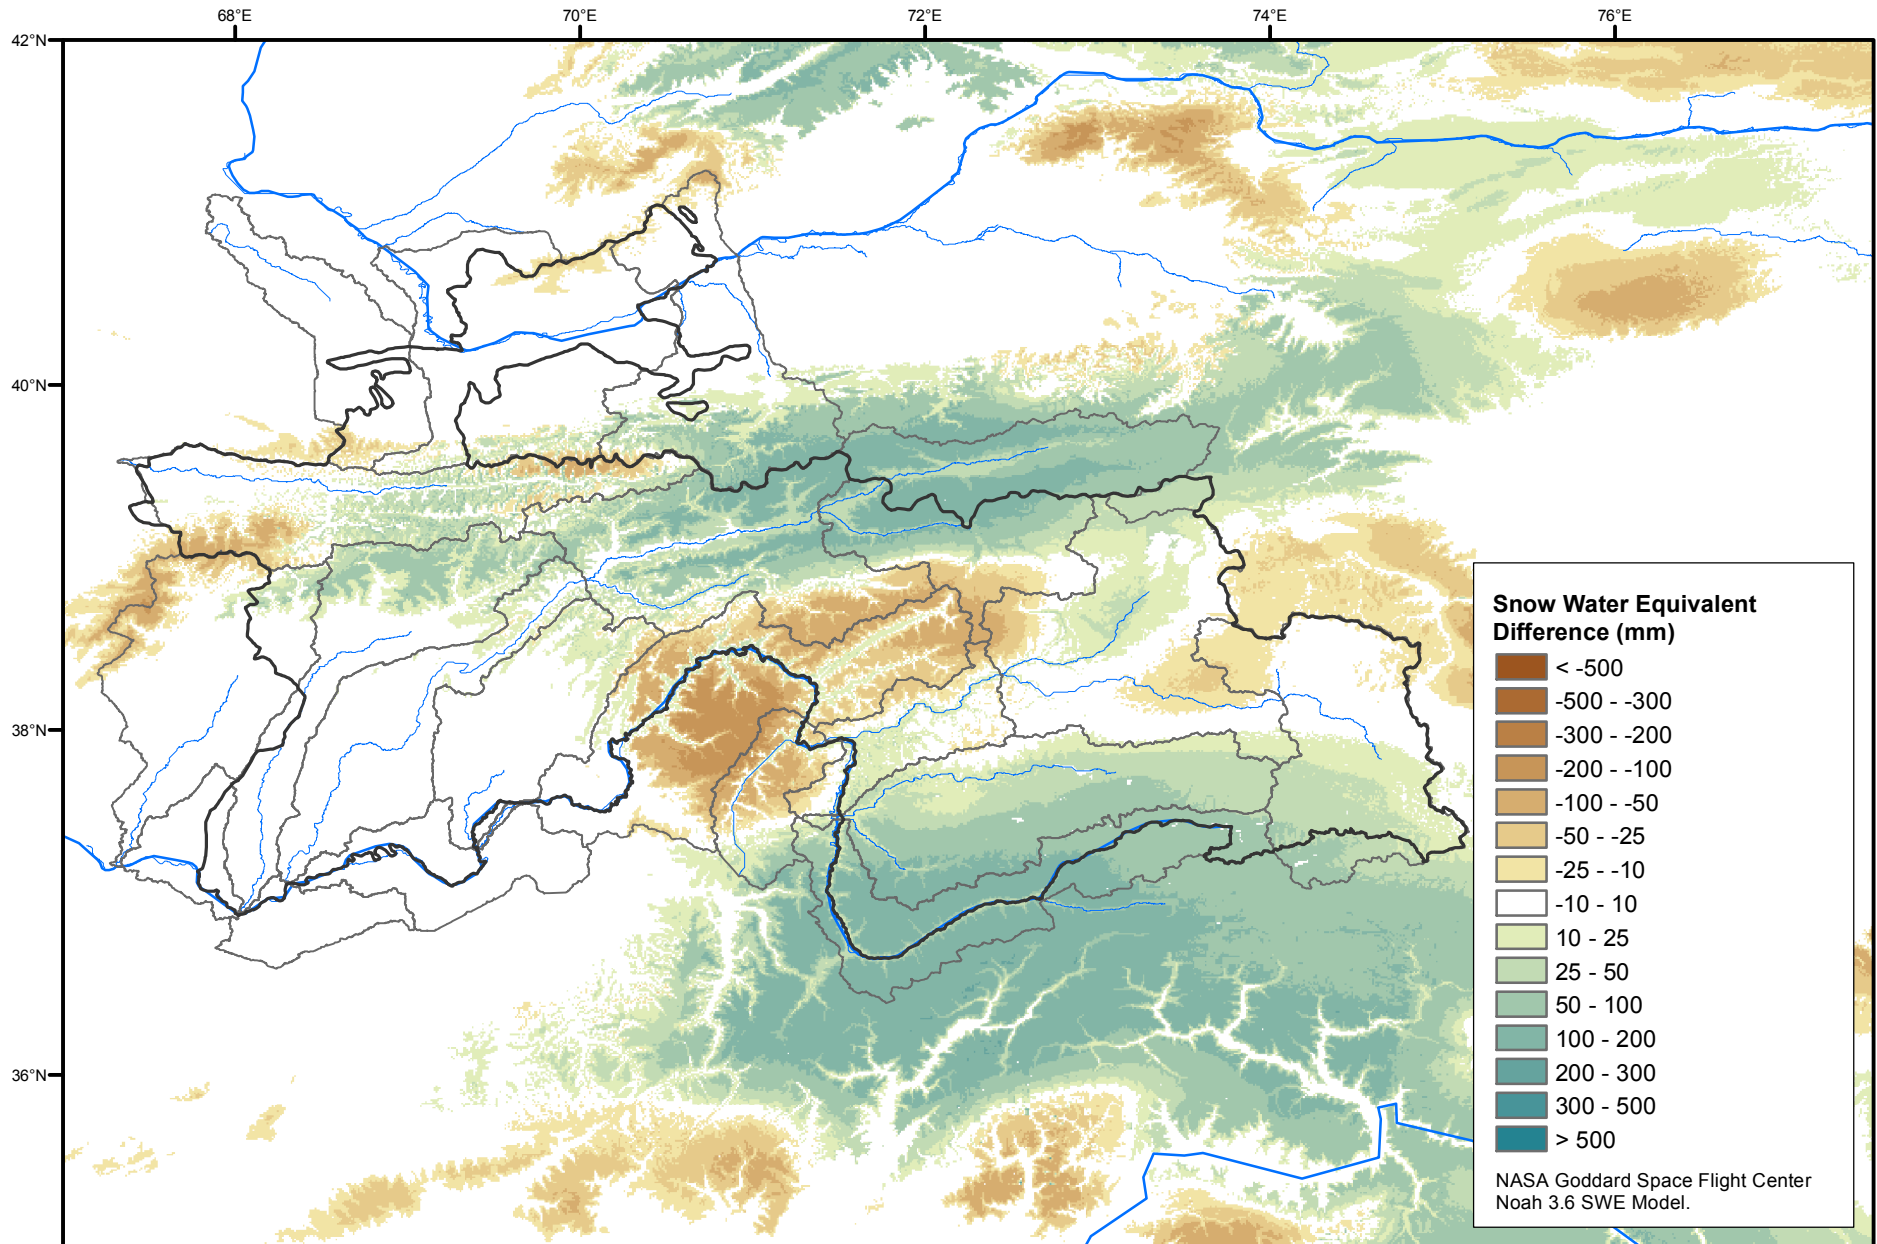 68°E 70°E 72°E 74°E 76°E
42°N
40°N
38°N
36°N
Snow Water Equivalent
Difference (mm)
< -500
-500 - -300
-300 - -200
-200 - -100
-100 - -50
-50 - -25
-25 - -10
-10 - 10
10 - 25
25 - 50
50 - 100
100 - 200
200 - 300
300 - 500
> 500
NASA Goddard Space Flight Center
Noah 3.6 SWE Model.